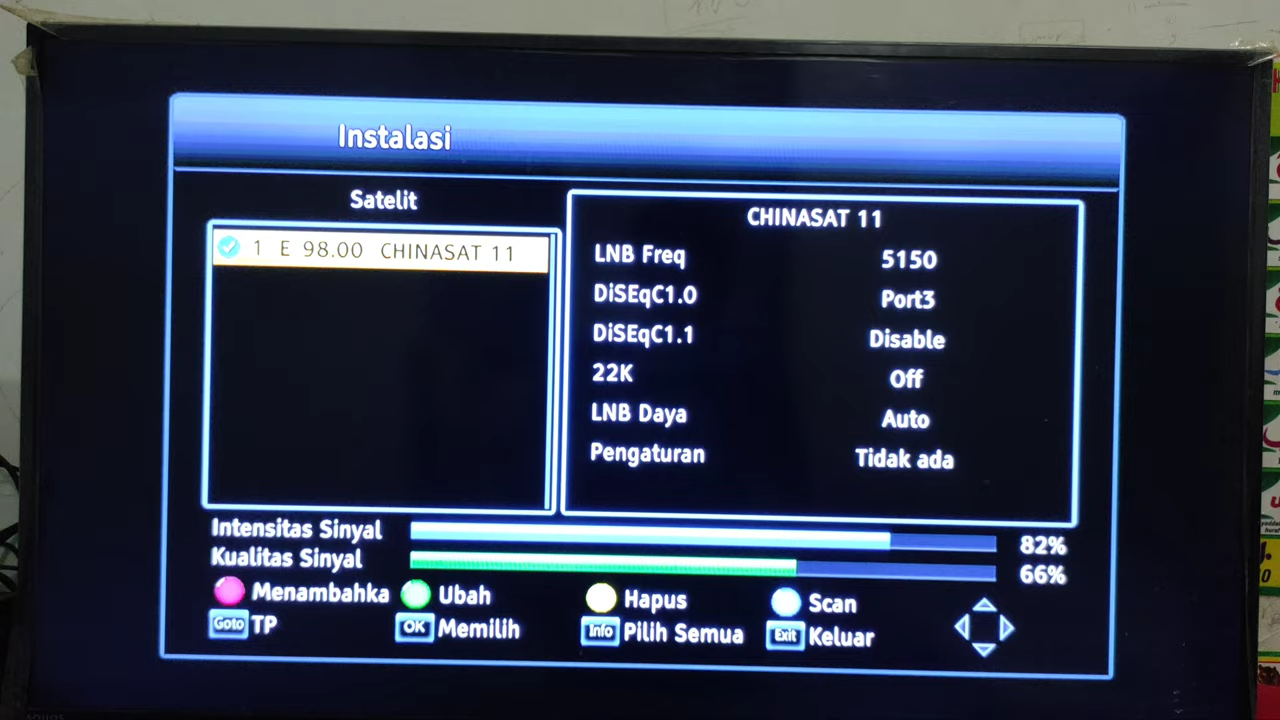 Instalasi
Satelit
1 E 98.00 CHINASAT 11
CHINASAT 11
LNB Freq 5150
DiSEqC1.0 Port3
DiSEqC1.1 Disable
22K Off
LNB Daya Auto
Pengaturan Tidak ada
Intensitas Sinyal 82%
Kualitas Sinyal 66%
Menambahka Ubah Hapus Scan
Goto TP OK Memilih Info Pilih Semua Exit Keluar